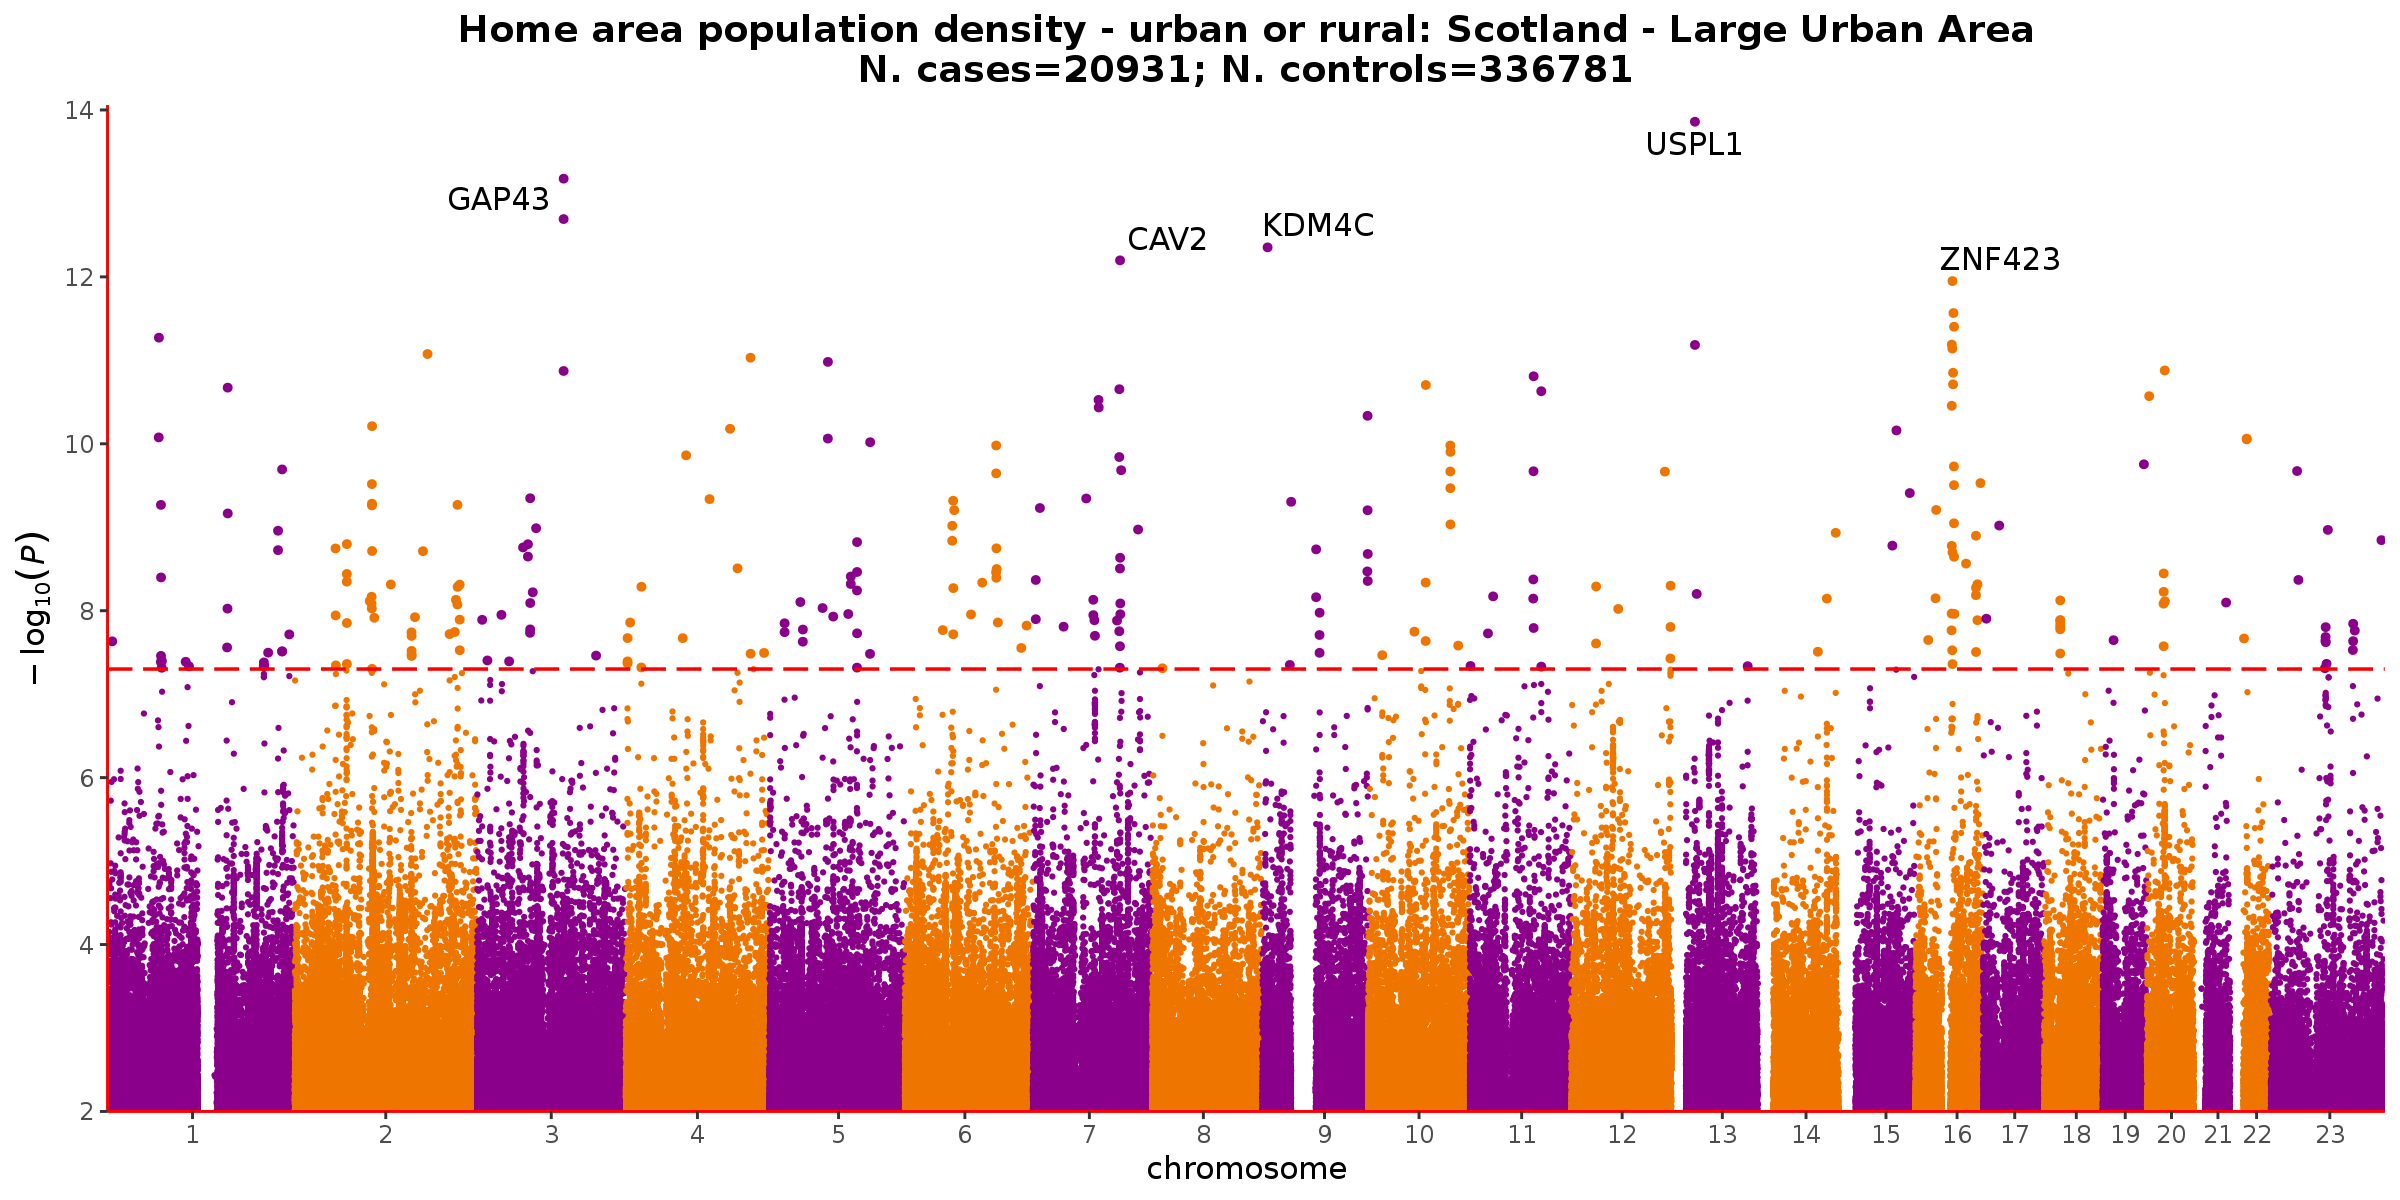 Home area population density - urban or rural: Scotland - Large Urban Area
N. cases=20931; N. controls=336781
14
USPL1
GAP43
KDM4C
CAV2
ZNF423
12
10
8
6
4
2
− log10(P)
1 2 3 4 5 6 7 8 9 10 11 12 13 14 15 16 17 18 19 20 21 22 23
chromosome